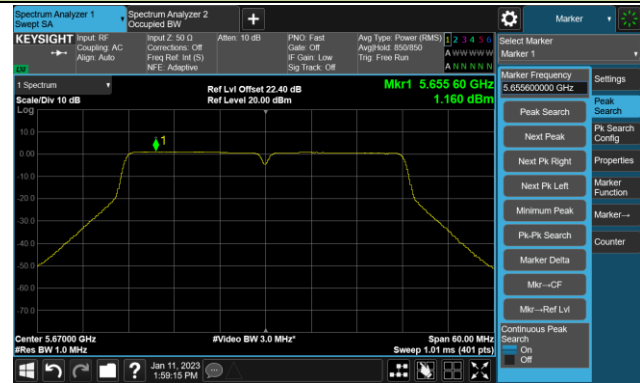 Spectrum Analyzer 1
Swept SA
Spectrum Analyzer 2
Occupied BW
+
Marker
KEYSIGHT
Input: RF
Coupling: AC
Align: Auto
Input Z: 50 Ω
Corrections: Off
Freq Ref: Int (S)
NFE: Adaptive
Atten: 10 dB
PNO: Fast
Gate: Off
IF Gain: Low
Sig Track: Off
Avg Type: Power (RMS)
Avg|Hold: 850/850
Trig: Free Run
1 2 3 4 5 6
A W W W W W
A N N N N N
Select Marker
Marker 1
1 Spectrum
Scale/Div 10 dB
Log
Ref Lvl Offset 22.40 dB
Ref Level 20.00 dBm
Mkr1 5.655 60 GHz
1.160 dBm
10.0
0.00
-10.0
-20.0
-30.0
-40.0
-50.0
-60.0
-70.0
1
Center 5.67000 GHz
#Res BW 1.0 MHz
#Video BW 3.0 MHz*
Span 60.00 MHz
Sweep 1.01 ms (401 pts)
Marker Frequency
5.655600000 GHz
Peak Search
Next Peak
Next Pk Right
Next Pk Left
Minimum Peak
Pk-Pk Search
Marker Delta
Mkr→CF
Mkr→Ref Lvl
Continuous Peak
Search
On
Off
Settings
Peak
Search
Pk Search
Config
Properties
Marker
Function
Marker→
Counter
?
Jan 11, 2023
1:59:15 PM